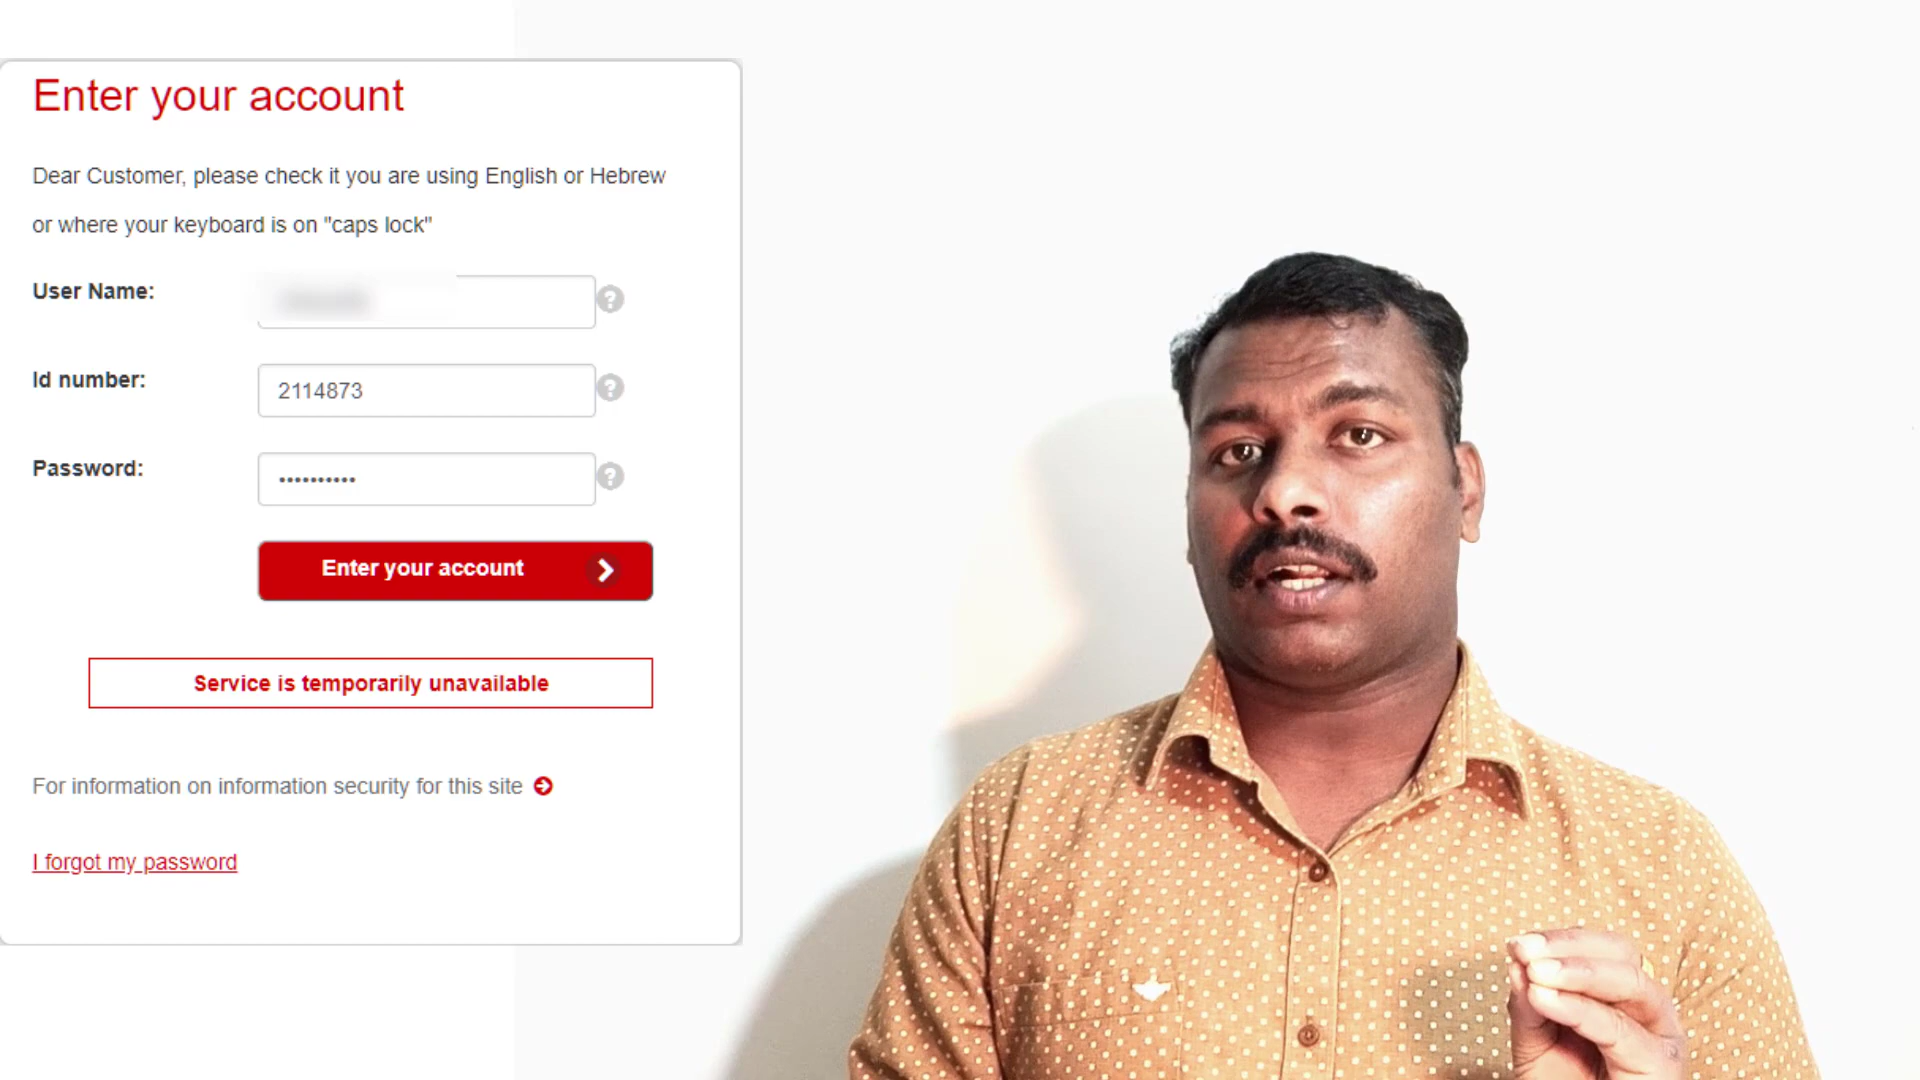 Enter your account
Dear Customer, please check it you are using English or Hebrew
or where your keyboard is on "caps lock"
User Name:
Id number:
2114873
Password:
••••••••••
Enter your account
Service is temporarily unavailable
For information on information security for this site
I forgot my password